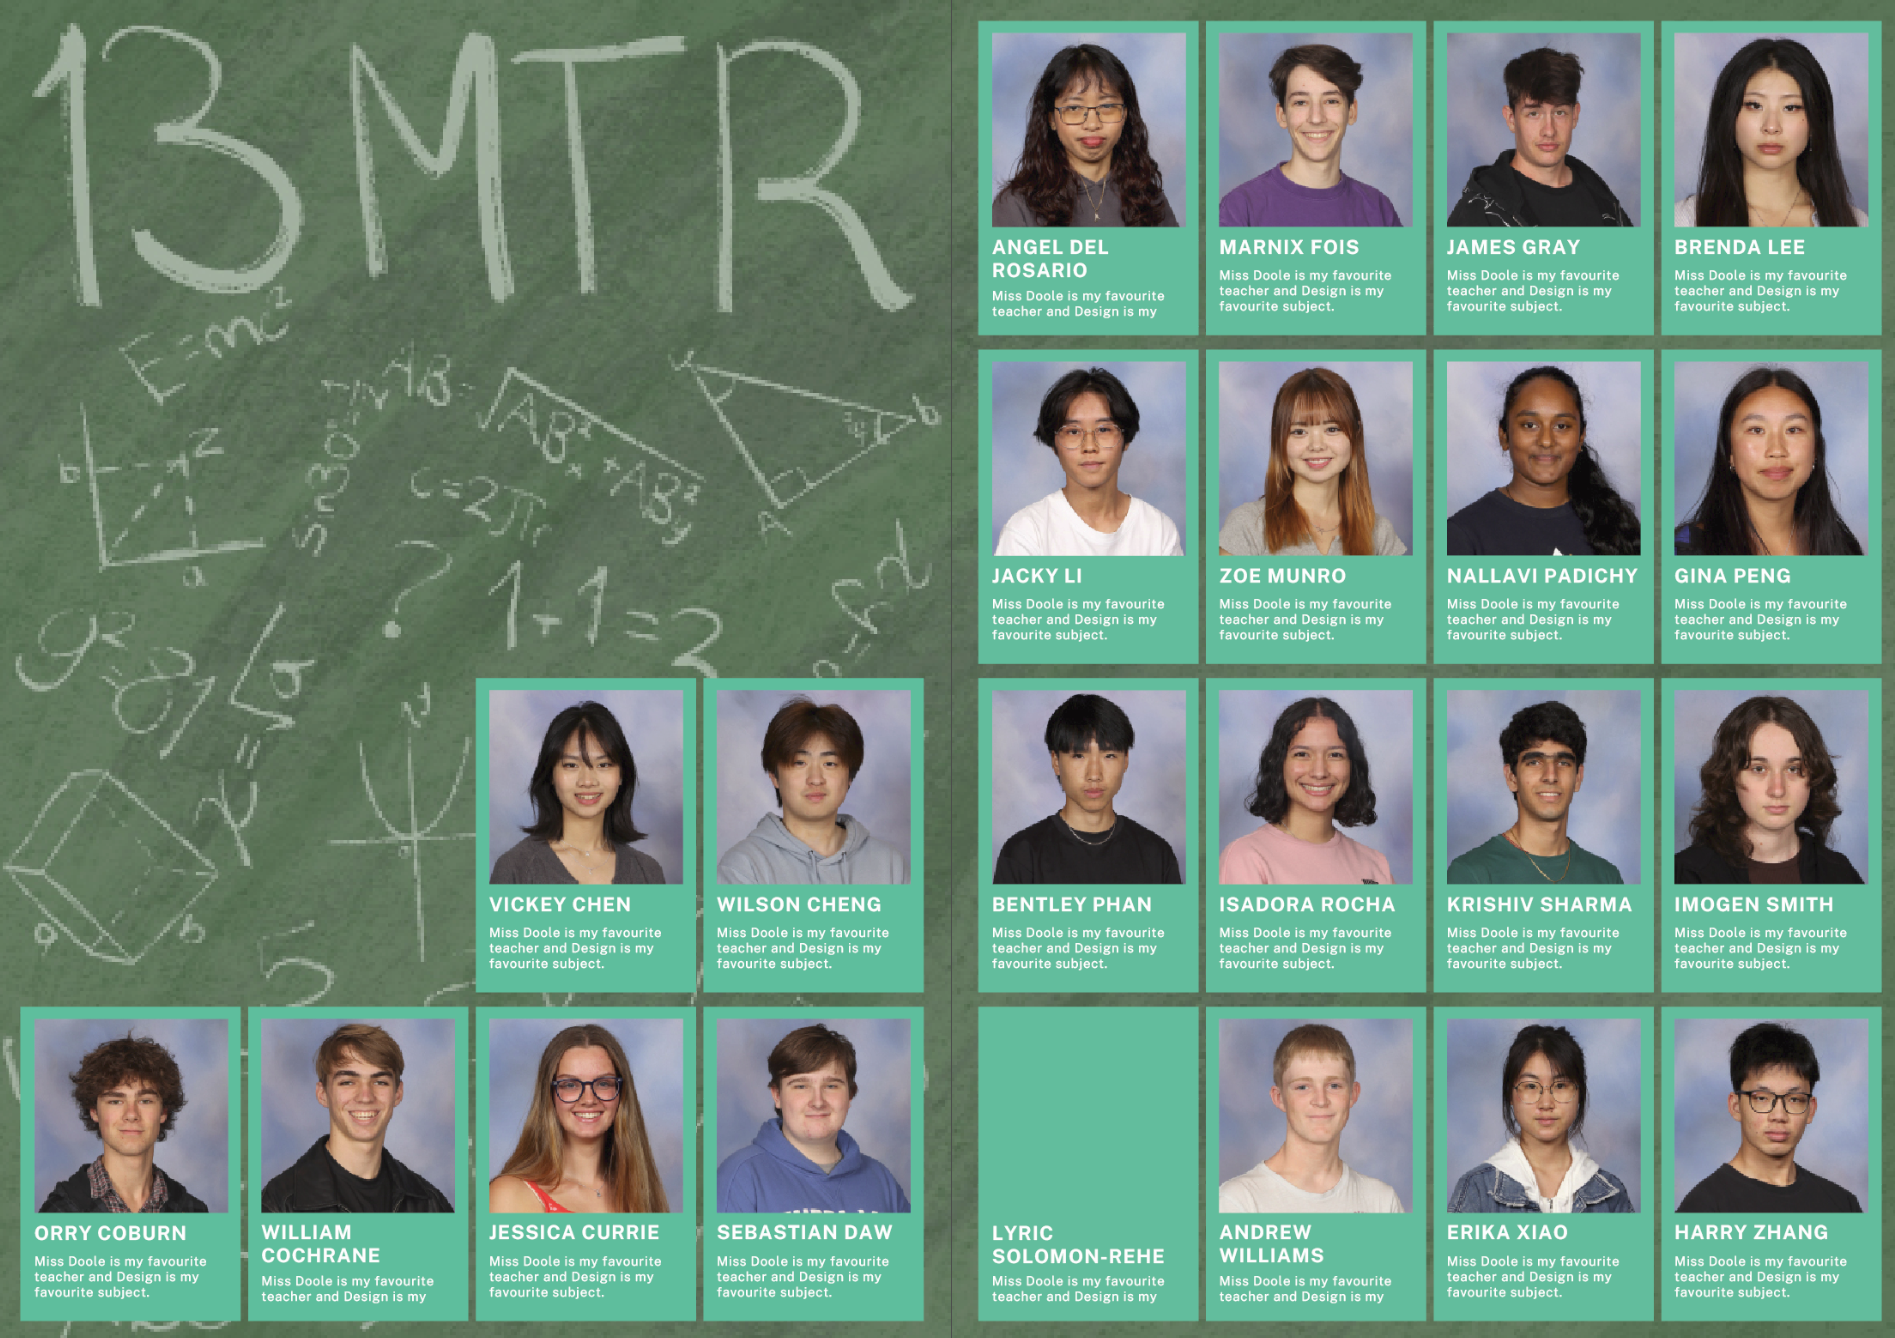 13 MTR
E=mc²
b
a
?
1+1=2
a
b
VICKEY CHEN
Miss Doole is my favourite
teacher and Design is my
favourite subject.
WILSON CHENG
Miss Doole is my favourite
teacher and Design is my
favourite subject.
ORRY COBURN
Miss Doole is my favourite
teacher and Design is my
favourite subject.
WILLIAM
COCHRANE
Miss Doole is my favourite
teacher and Design is my
JESSICA CURRIE
Miss Doole is my favourite
teacher and Design is my
favourite subject.
SEBASTIAN DAW
Miss Doole is my favourite
teacher and Design is my
favourite subject.
ANGEL DEL
ROSARIO
Miss Doole is my favourite
teacher and Design is my
MARNIX FOIS
Miss Doole is my favourite
teacher and Design is my
favourite subject.
JAMES GRAY
Miss Doole is my favourite
teacher and Design is my
favourite subject.
BRENDA LEE
Miss Doole is my favourite
teacher and Design is my
favourite subject.
JACKY LI
Miss Doole is my favourite
teacher and Design is my
favourite subject.
ZOE MUNRO
Miss Doole is my favourite
teacher and Design is my
favourite subject.
NALLAVI PADICHY
Miss Doole is my favourite
teacher and Design is my
favourite subject.
GINA PENG
Miss Doole is my favourite
teacher and Design is my
favourite subject.
BENTLEY PHAN
Miss Doole is my favourite
teacher and Design is my
favourite subject.
ISADORA ROCHA
Miss Doole is my favourite
teacher and Design is my
favourite subject.
KRISHIV SHARMA
Miss Doole is my favourite
teacher and Design is my
favourite subject.
IMOGEN SMITH
Miss Doole is my favourite
teacher and Design is my
favourite subject.
LYRIC
SOLOMON-REHE
Miss Doole is my favourite
teacher and Design is my
ANDREW
WILLIAMS
Miss Doole is my favourite
teacher and Design is my
ERIKA XIAO
Miss Doole is my favourite
teacher and Design is my
favourite subject.
HARRY ZHANG
Miss Doole is my favourite
teacher and Design is my
favourite subject.